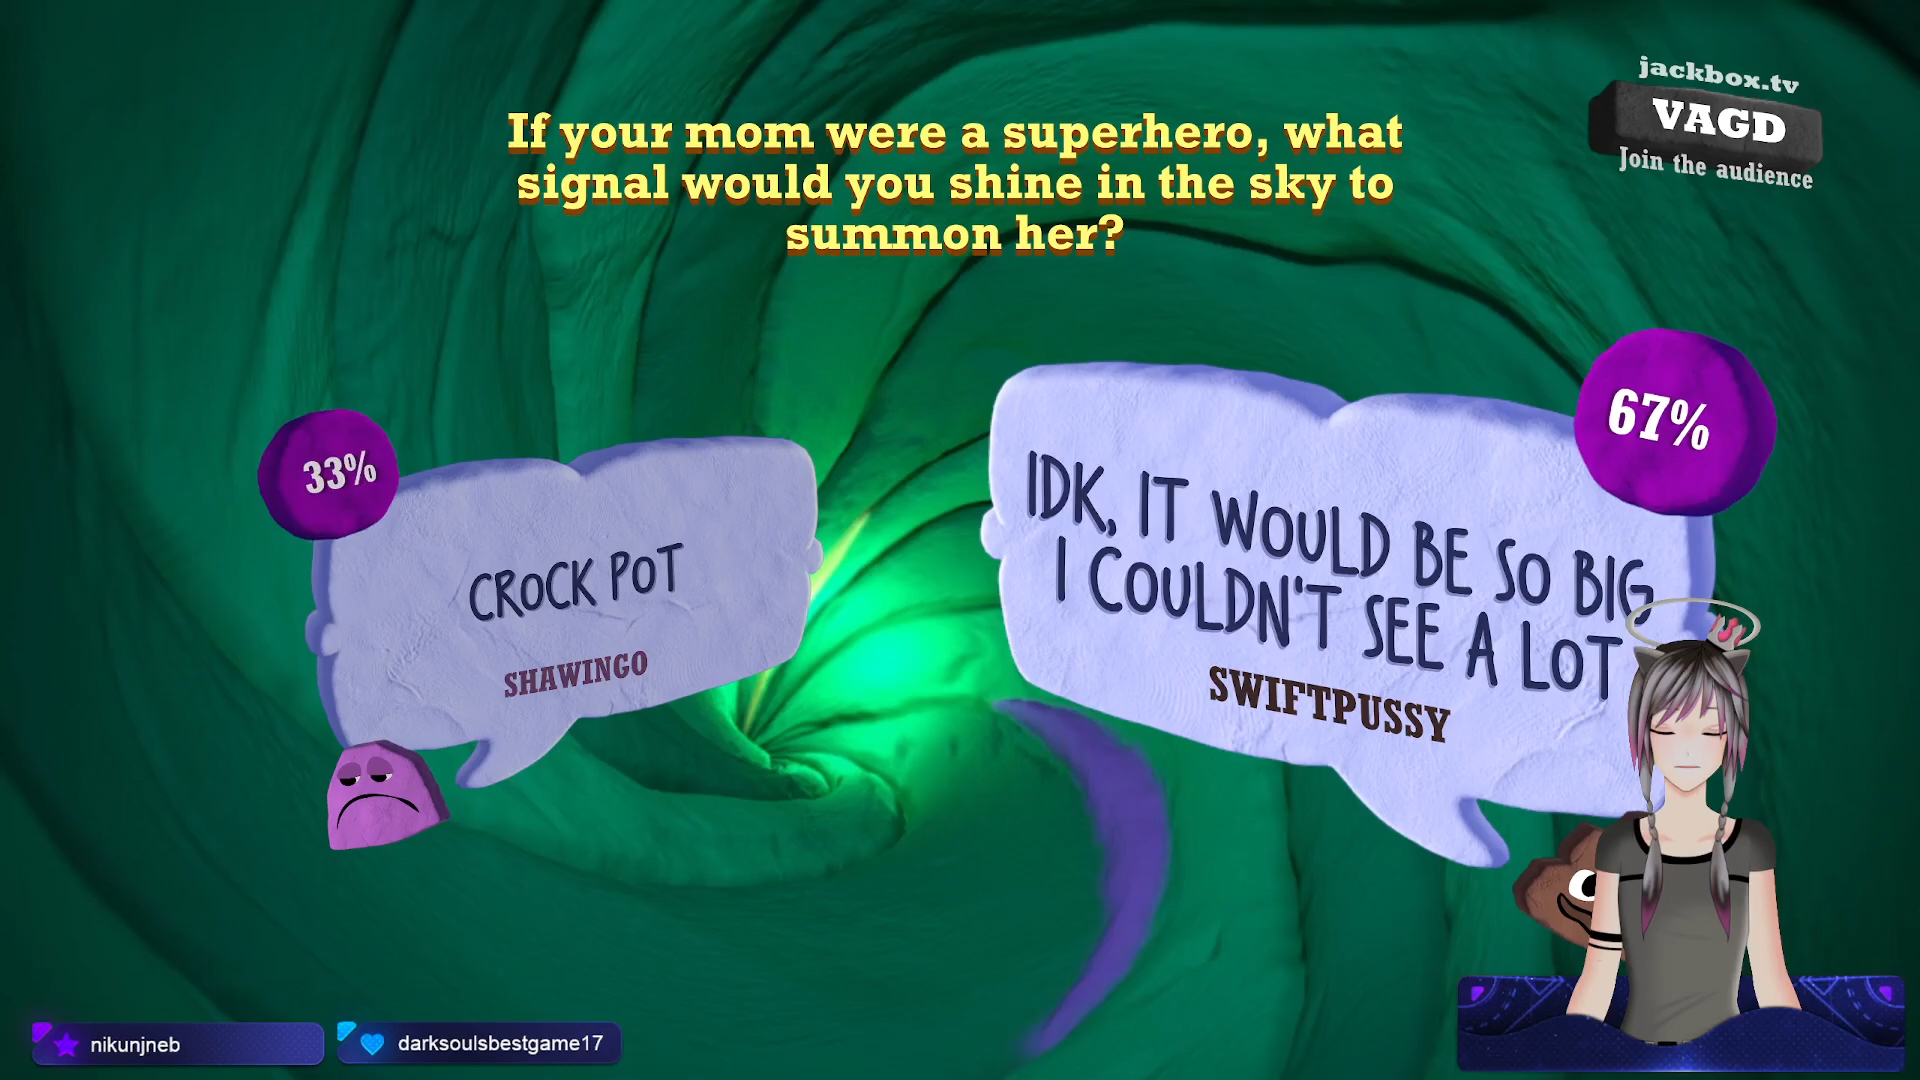 jackbox.tv
VAGD
Join the audience
If your mom were a superhero, what
signal would you shine in the sky to
summon her?
33%
CROCK POT
SHAWINGO
67%
IDK, IT WOULD BE SO BIG
I COULDN'T SEE A LOT
SWIFTPUSSY
nikunjneb
darksoulsbestgame17